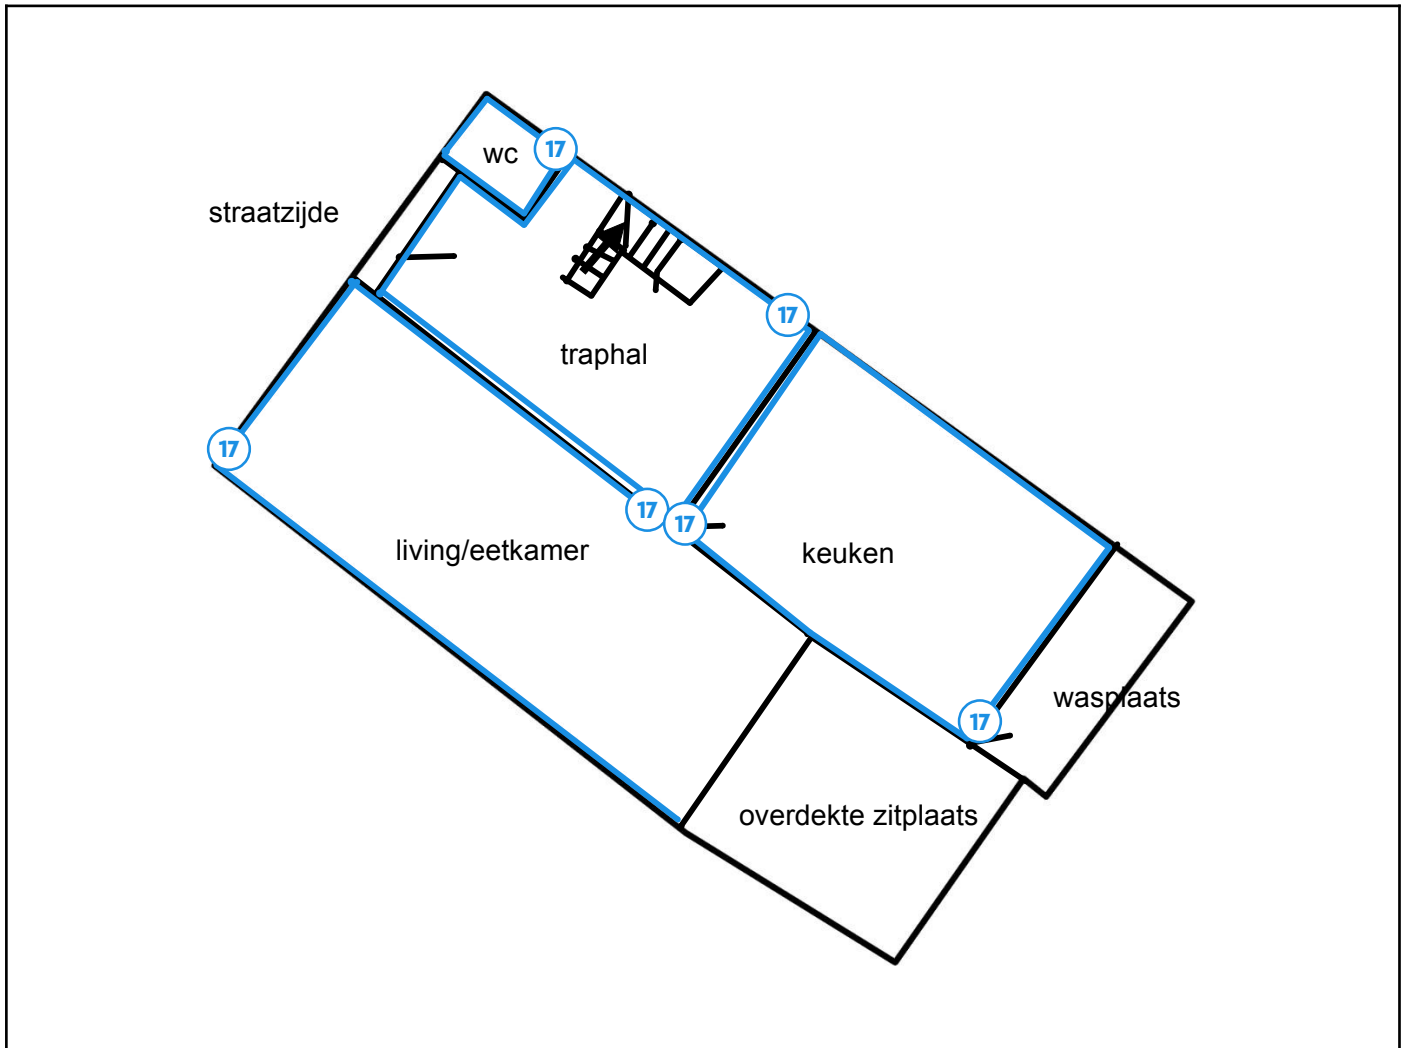 wc
17
straatzijde
17
traphal
17
17
17
living/eetkamer
keuken
wasplaats
17
overdekte zitplaats